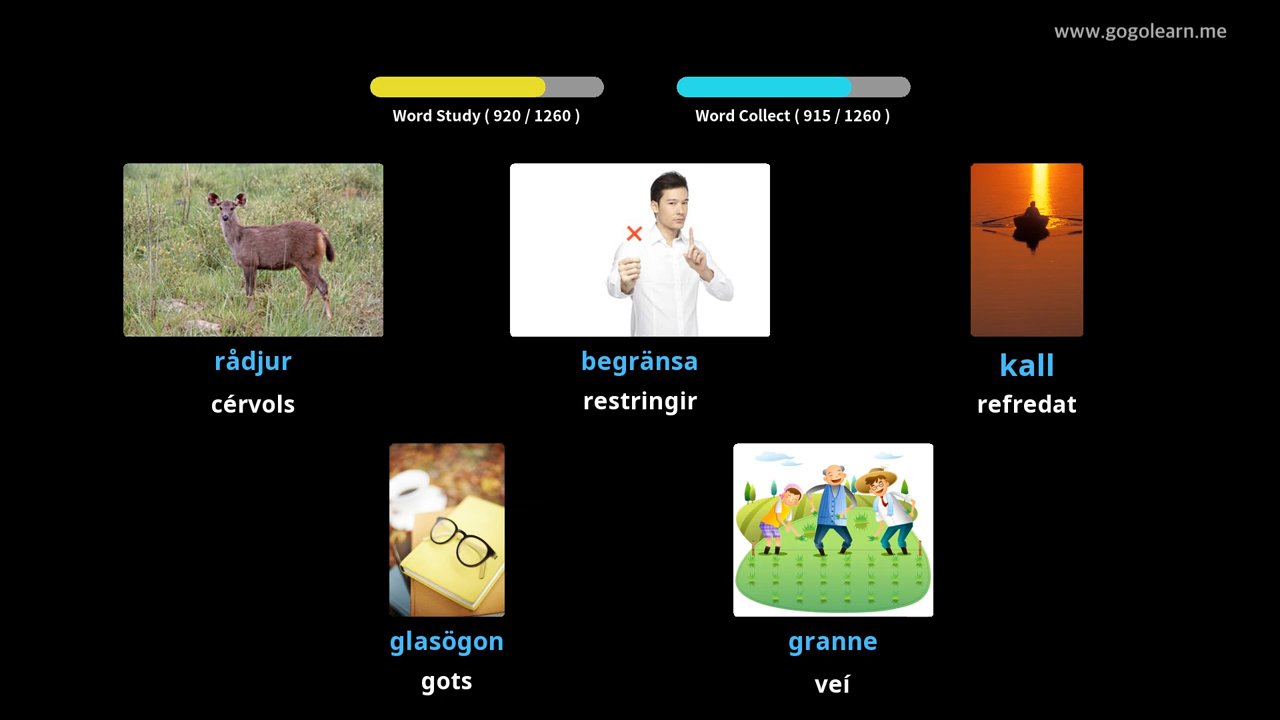 www.gogolearn.me
Word Study ( 920 / 1260 )
Word Collect ( 915 / 1260 )
rådjur
cérvols
begränsa
restringir
kall
refredat
glasögon
gots
granne
veí